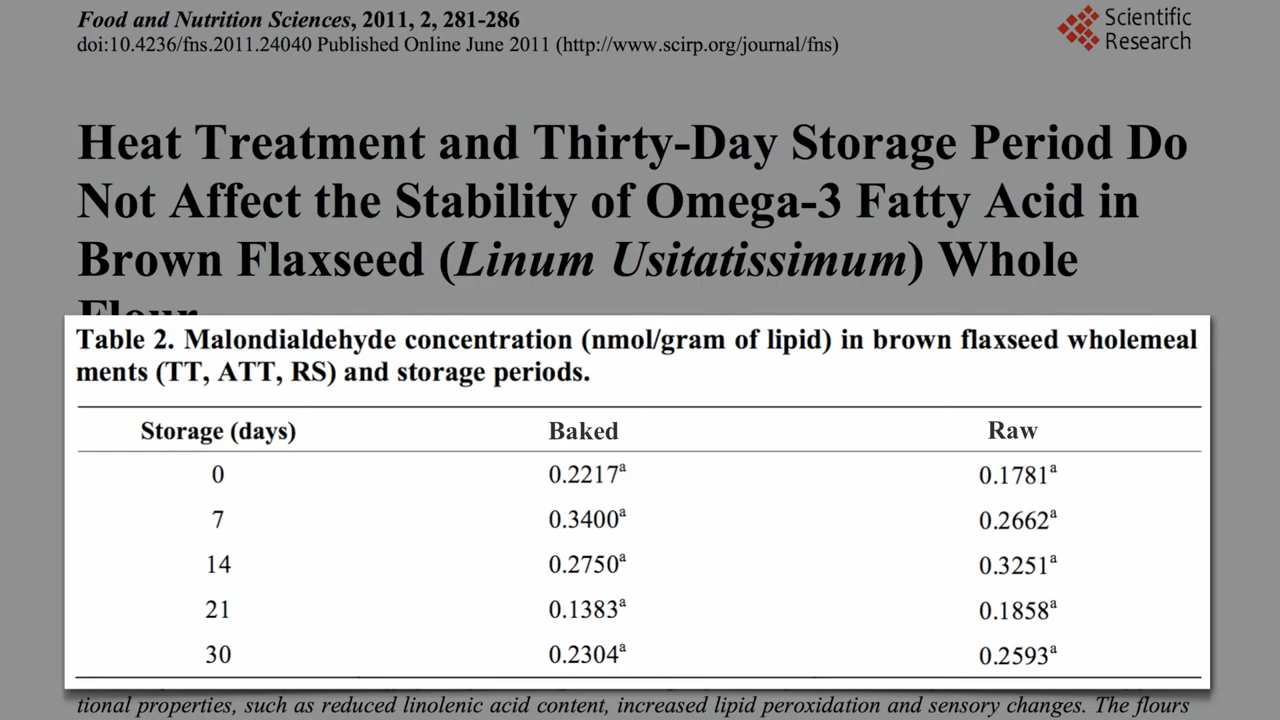 Food and Nutrition Sciences, 2011, 2, 281-286
doi:10.4236/fns.2011.24040 Published Online June 2011 (http://www.scirp.org/journal/fns)
Scientific
Research
Heat Treatment and Thirty-Day Storage Period Do
Not Affect the Stability of Omega-3 Fatty Acid in
Brown Flaxseed (Linum Usitatissimum) Whole
Flour
Table 2. Malondialdehyde concentration (nmol/gram of lipid) in brown flaxseed wholemeal
ments (TT, ATT, RS) and storage periods.
Storage (days) Baked Raw
0 0.2217ᵃ 0.1781ᵃ
7 0.3400ᵃ 0.2662ᵃ
14 0.2750ᵃ 0.3251ᵃ
21 0.1383ᵃ 0.1858ᵃ
30 0.2304ᵃ 0.2593ᵃ
tional properties, such as reduced linolenic acid content, increased lipid peroxidation and sensory changes. The flours